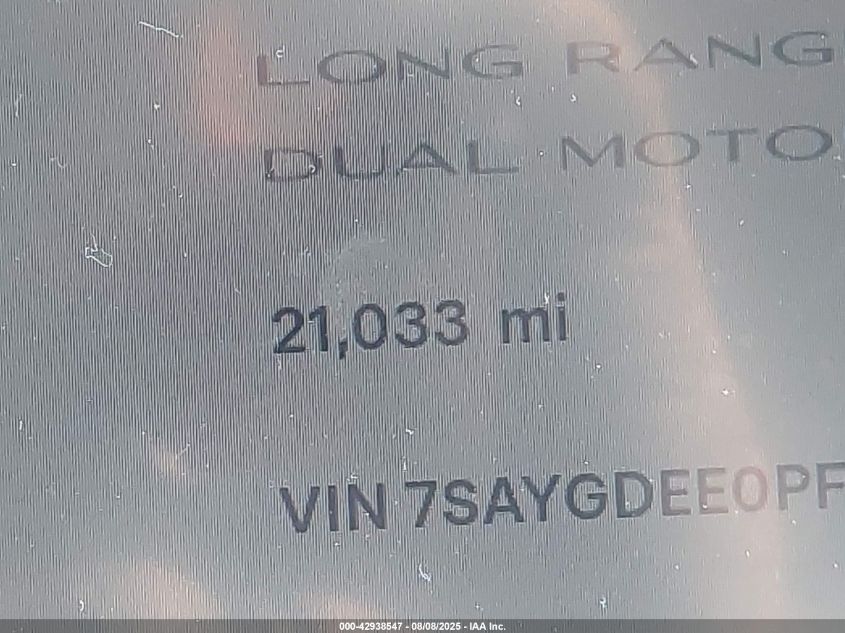 LONG RANG
DUAL MOTO
21,033 mi
VIN 7SAYGDEE0PF
000-42938547 - 08/08/2025 - IAA Inc.